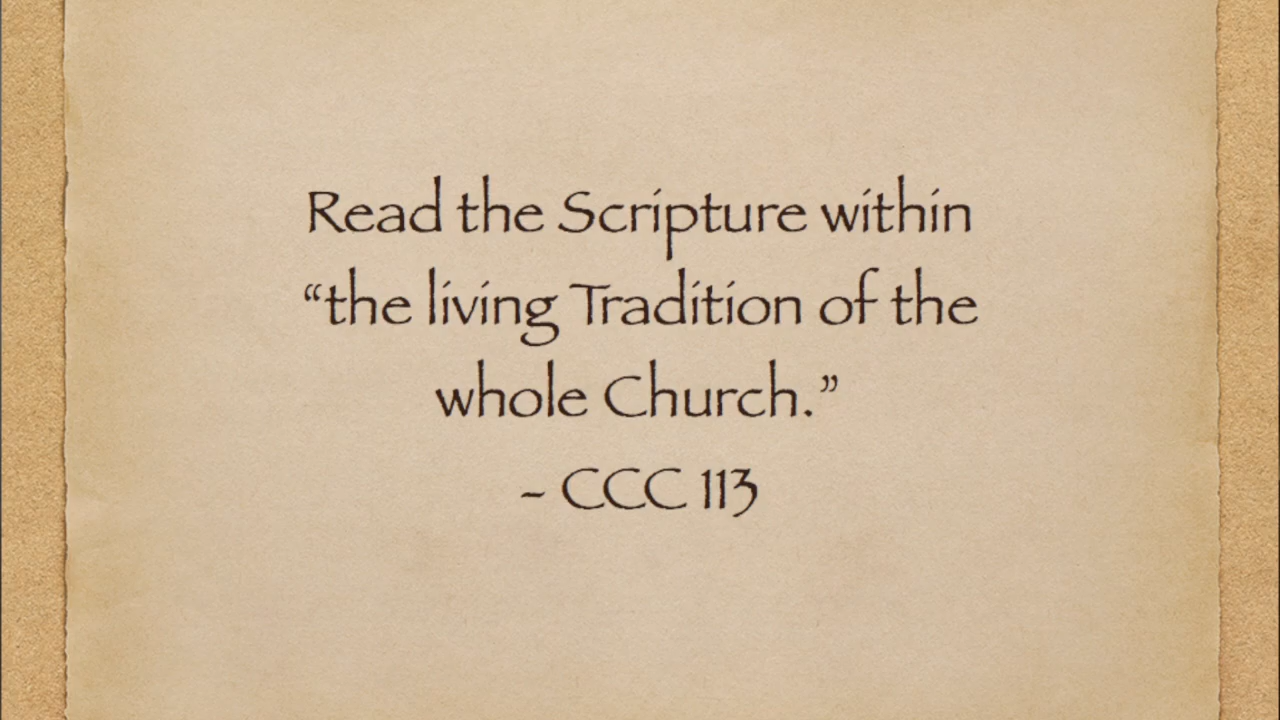 Read the Scripture within
“the living Tradition of the
whole Church.”
- CCC 113